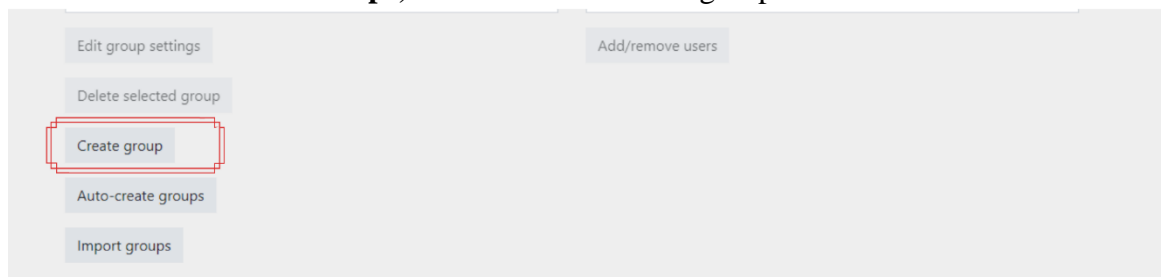 Edit group settings
Add/remove users
Delete selected group
Create group
Auto-create groups
Import groups